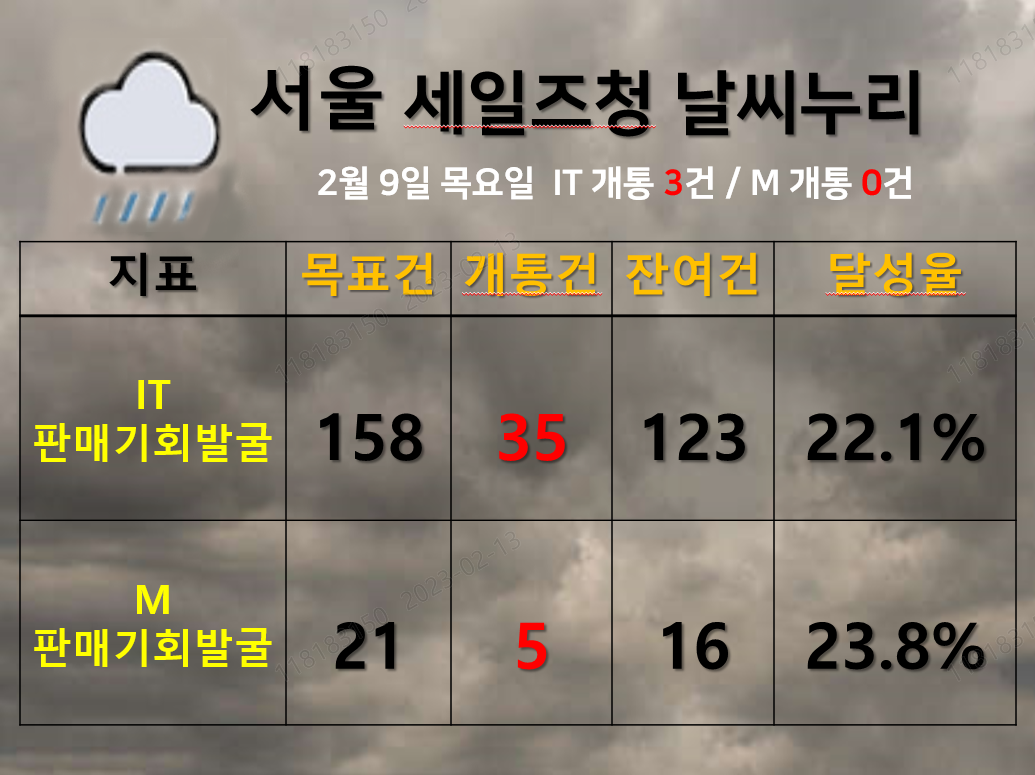 서울 세일즈청 날씨누리
2월 9일 목요일 IT 개통 3건 / M 개통 0건
지표 목표건 개통건 잔여건 달성율
IT
판매기회발굴 158 35 123 22.1%
M
판매기회발굴 21 5 16 23.8%
118183150 2023-02-13